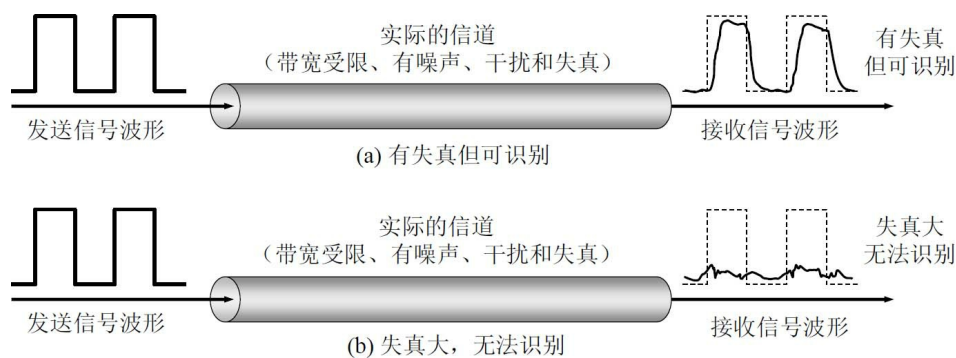 实际的信道
（带宽受限、有噪声、干扰和失真）
有失真
但可识别
发送信号波形
接收信号波形
(a) 有失真但可识别
实际的信道
（带宽受限、有噪声、干扰和失真）
失真大
无法识别
发送信号波形
接收信号波形
(b) 失真大，无法识别